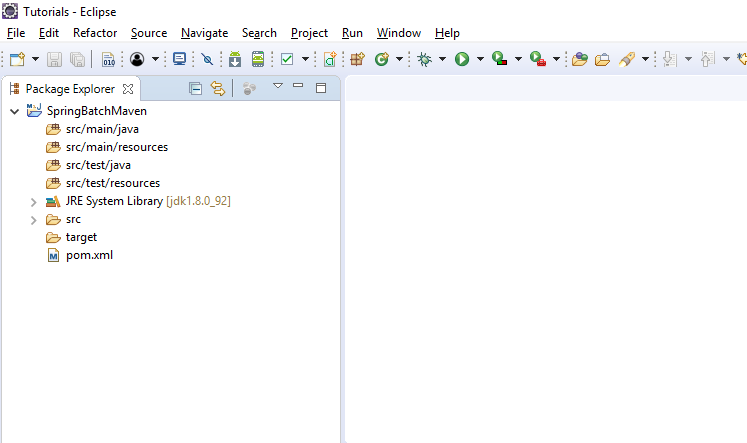 Tutorials - Eclipse
File Edit Refactor Source Navigate Search Project Run Window Help
010
Package Explorer
SpringBatchMaven
src/main/java
src/main/resources
src/test/java
src/test/resources
JRE System Library [jdk1.8.0_92]
src
target
pom.xml